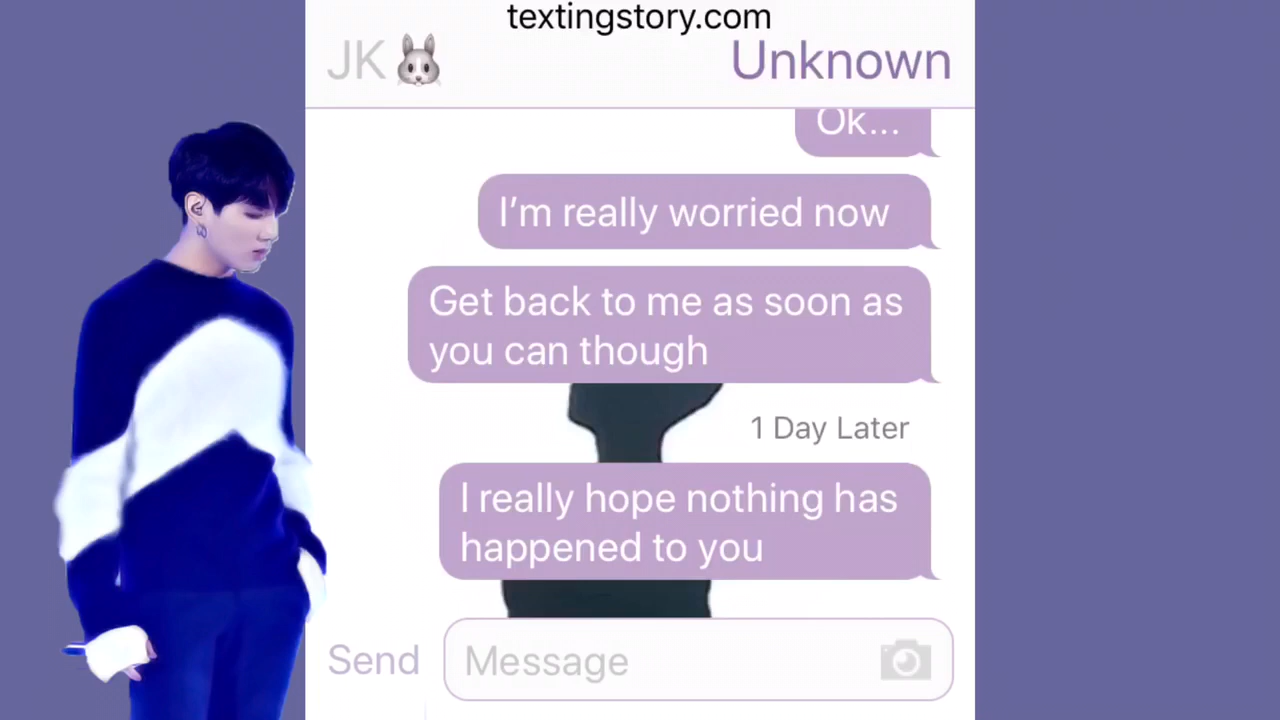 textingstory.com
JK🐰 Unknown
Ok...
I’m really worried now
Get back to me as soon as
you can though
1 Day Later
I really hope nothing has
happened to you
Send Message